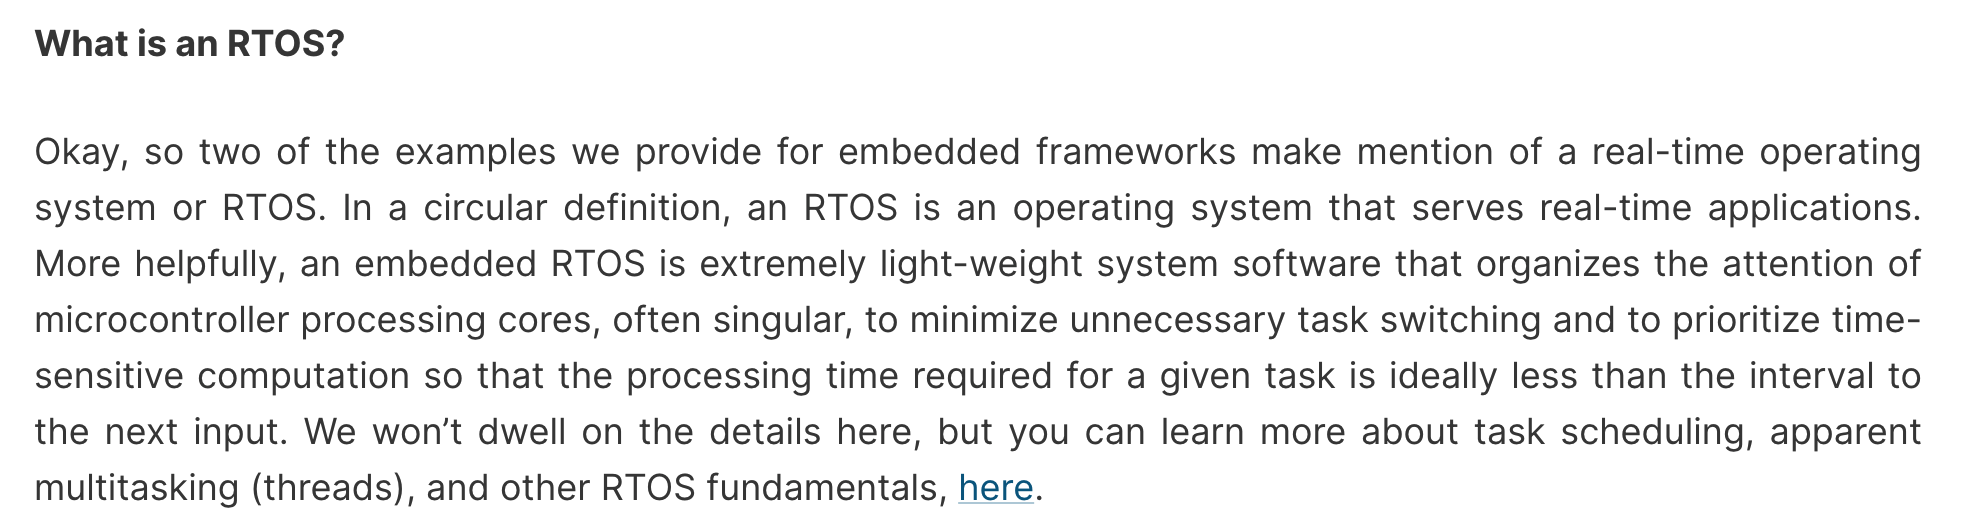 What is an RTOS?
Okay, so two of the examples we provide for embedded frameworks make mention of a real-time operating
system or RTOS. In a circular definition, an RTOS is an operating system that serves real-time applications.
More helpfully, an embedded RTOS is extremely light-weight system software that organizes the attention of
microcontroller processing cores, often singular, to minimize unnecessary task switching and to prioritize time-
sensitive computation so that the processing time required for a given task is ideally less than the interval to
the next input. We won’t dwell on the details here, but you can learn more about task scheduling, apparent
multitasking (threads), and other RTOS fundamentals, here.